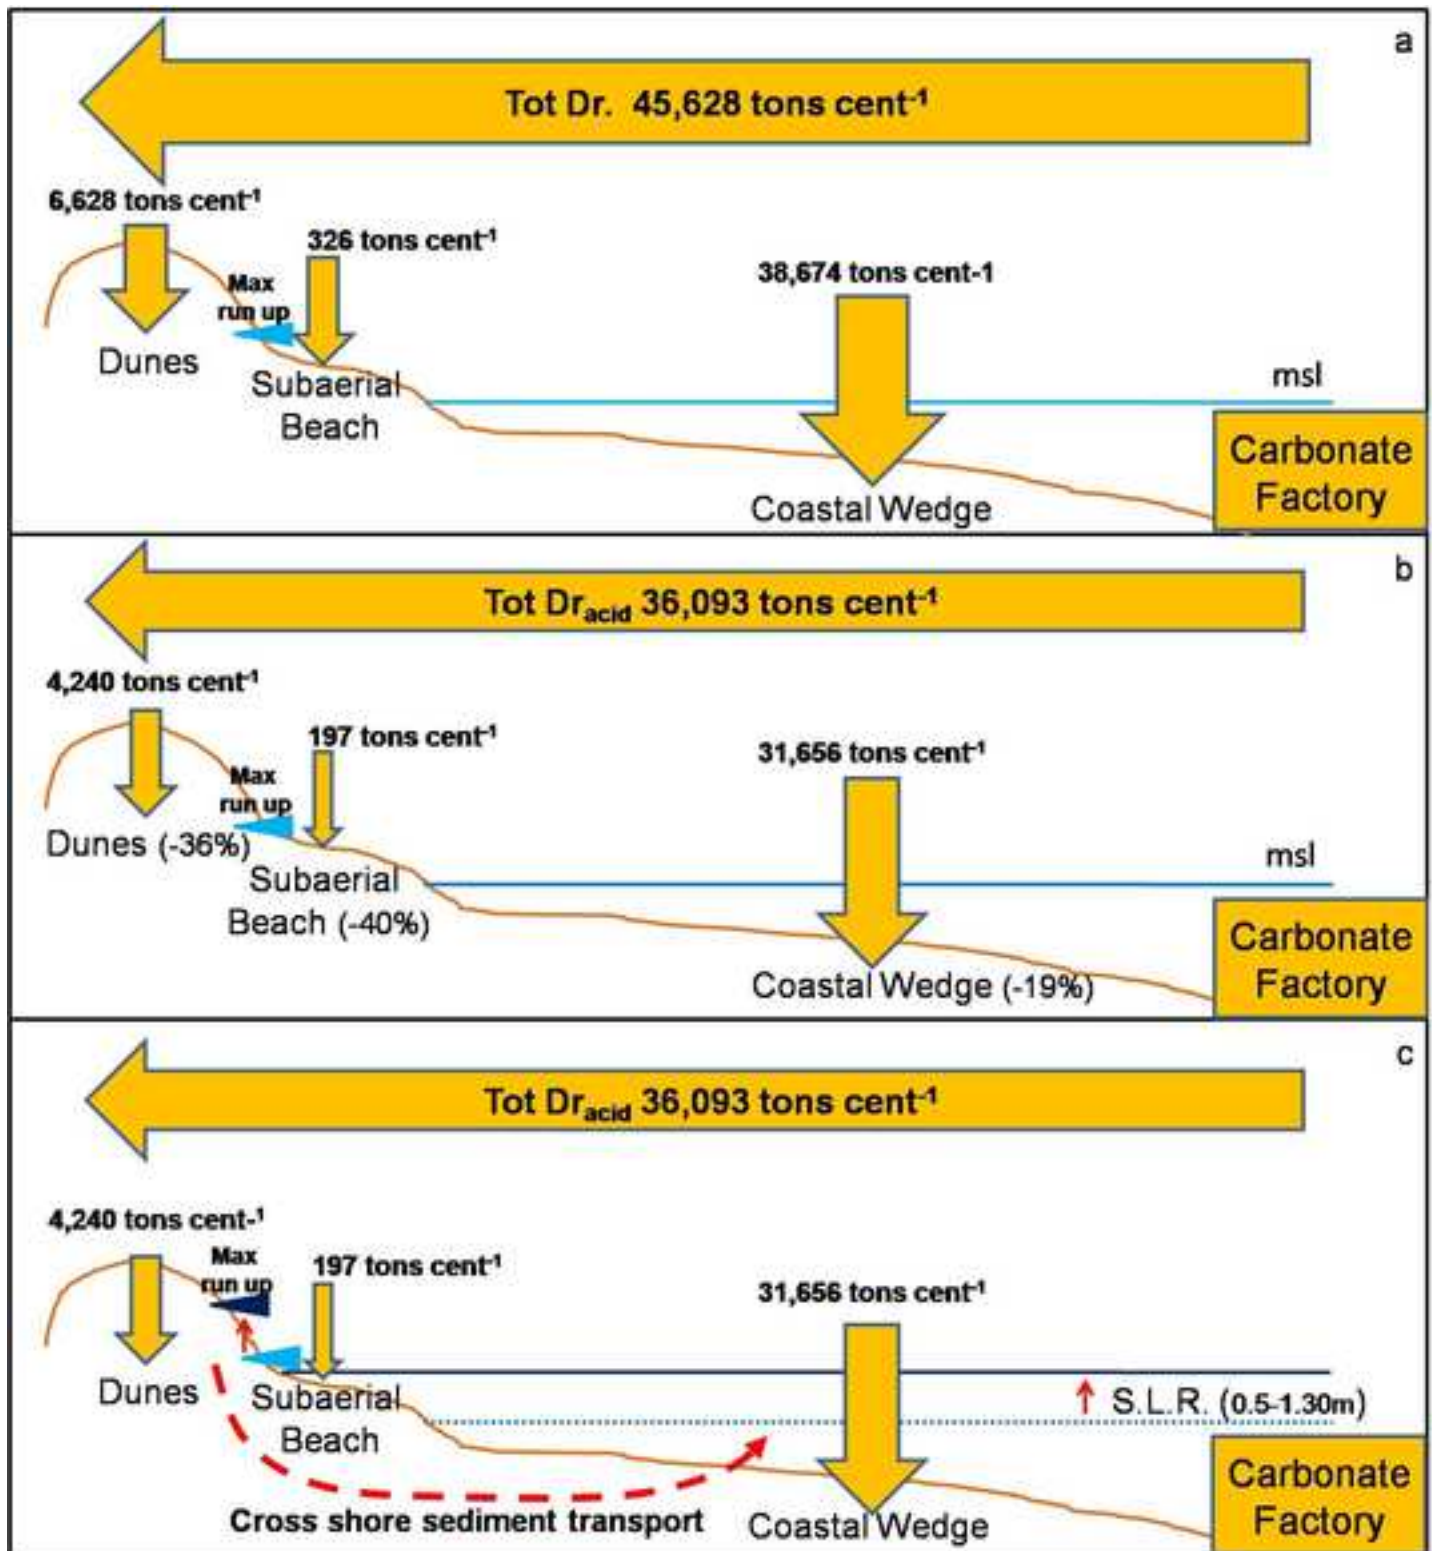 a
Tot Dr. 45,628 tons cent-1
6,628 tons cent-1
326 tons cent-1
38,674 tons cent-1
Max
run up
Dunes
Subaerial
Beach
msl
Carbonate
Factory
Coastal Wedge
b
Tot Dracid 36,093 tons cent-1
4,240 tons cent-1
197 tons cent-1
31,656 tons cent-1
Max
run up
Dunes (-36%)
Subaerial
Beach (-40%)
msl
Carbonate
Factory
Coastal Wedge (-19%)
c
Tot Dracid 36,093 tons cent-1
4,240 tons cent-1
Max
run up
197 tons cent-1
31,656 tons cent-1
Dunes
Subaerial
Beach
S.L.R. (0.5-1.30m)
Cross shore sediment transport
Coastal Wedge
Carbonate
Factory